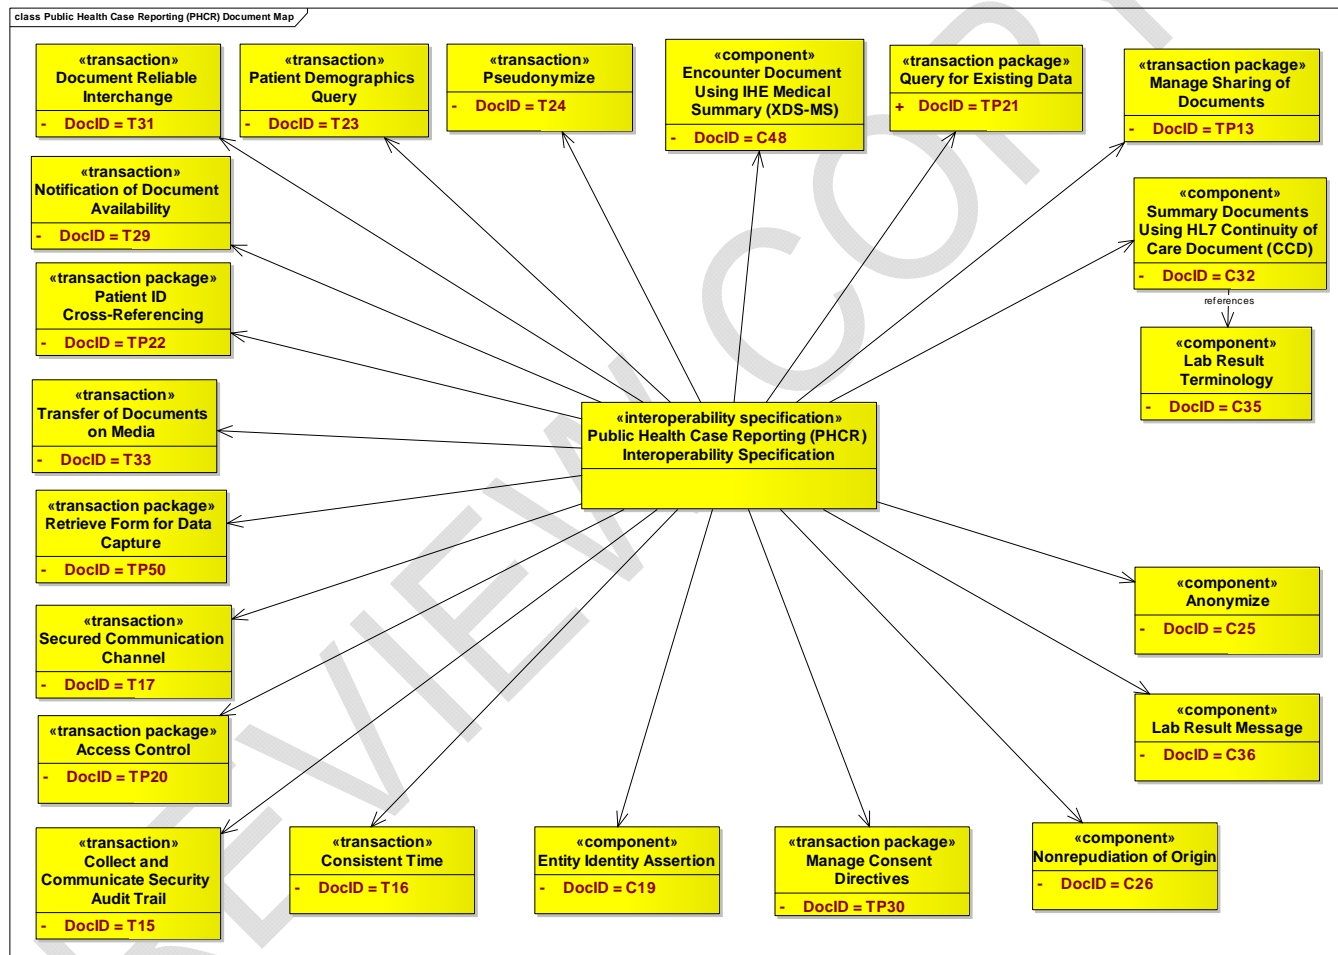 class Public Health Case Reporting (PHCR) Document Map
«transaction»
Document Reliable
Interchange
- DocID = T31
«transaction»
Patient Demographics
Query
- DocID = T23
«transaction»
Pseudonymize
- DocID = T24
«component»
Encounter Document
Using IHE Medical
Summary (XDS-MS)
- DocID = C48
«transaction package»
Query for Existing Data
+ DocID = TP21
«transaction package»
Manage Sharing of
Documents
- DocID = TP13
«transaction»
Notification of Document
Availability
- DocID = T29
«component»
Summary Documents
Using HL7 Continuity of
Care Document (CCD)
- DocID = C32
references
«transaction package»
Patient ID
Cross-Referencing
- DocID = TP22
«component»
Lab Result
Terminology
- DocID = C35
«transaction»
Transfer of Documents
on Media
- DocID = T33
«interoperability specification»
Public Health Case Reporting (PHCR)
Interoperability Specification
«transaction package»
Retrieve Form for Data
Capture
- DocID = TP50
«component»
Anonymize
- DocID = C25
«transaction»
Secured Communication
Channel
- DocID = T17
«component»
Lab Result Message
- DocID = C36
«transaction package»
Access Control
- DocID = TP20
«transaction»
Collect and
Communicate Security
Audit Trail
- DocID = T15
«transaction»
Consistent Time
- DocID = T16
«component»
Entity Identity Assertion
- DocID = C19
«transaction package»
Manage Consent
Directives
- DocID = TP30
«component»
Nonrepudiation of Origin
- DocID = C26
REVIEW COPY